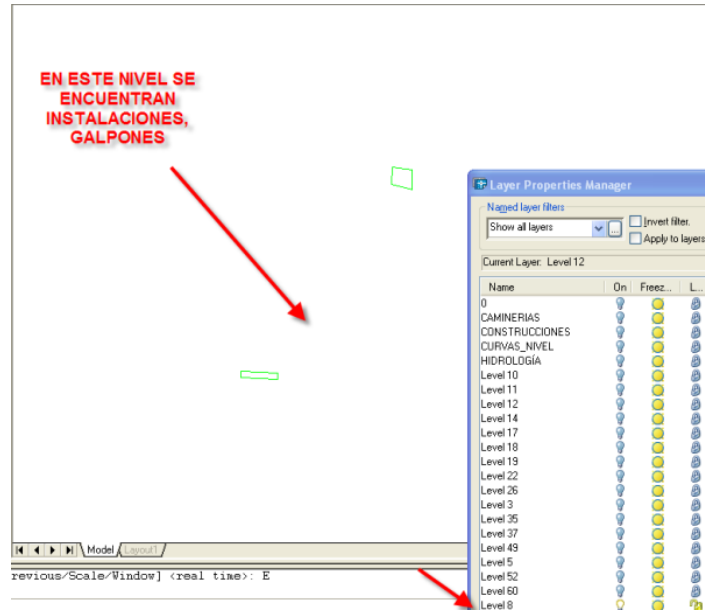 EN ESTE NIVEL SE
ENCUENTRAN
INSTALACIONES,
GALPONES
Layer Properties Manager
Named layer filters
Show all layers
...
Invert filter.
Apply to layers
Current Layer: Level 12
Name On Freez... L...
0
CAMINERIAS
CONSTRUCCIONES
CURVAS_NIVEL
HIDROLOGÍA
Level 10
Level 11
Level 12
Level 14
Level 17
Level 18
Level 19
Level 22
Level 26
Level 3
Level 35
Level 37
Level 49
Level 5
Level 52
Level 60
Level 8
Model Layout1
revious/Scale/Window] <real time>: E